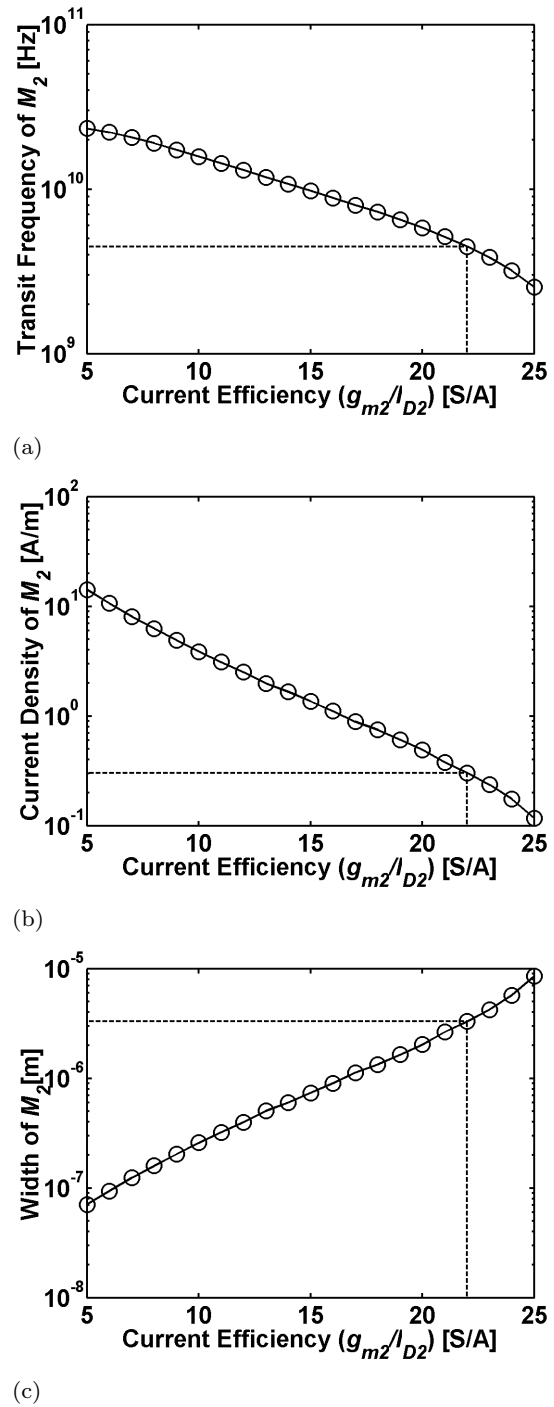 Transit Frequency of M2 [Hz]
10^11
10^10
10^9
5 10 15 20 25
Current Efficiency (gm2/ID2) [S/A]
(a)
Current Density of M2 [A/m]
10^2
10^1
10^0
10^-1
5 10 15 20 25
Current Efficiency (gm2/ID2) [S/A]
(b)
Width of M2[m]
10^-5
10^-6
10^-7
10^-8
5 10 15 20 25
Current Efficiency (gm2/ID2) [S/A]
(c)